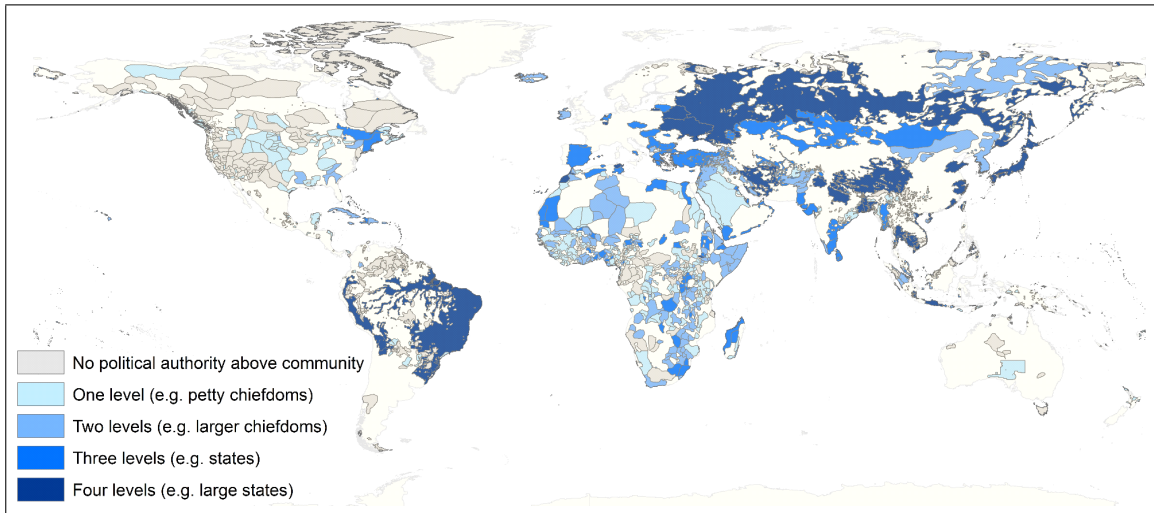 No political authority above community
One level (e.g. petty chiefdoms)
Two levels (e.g. larger chiefdoms)
Three levels (e.g. states)
Four levels (e.g. large states)